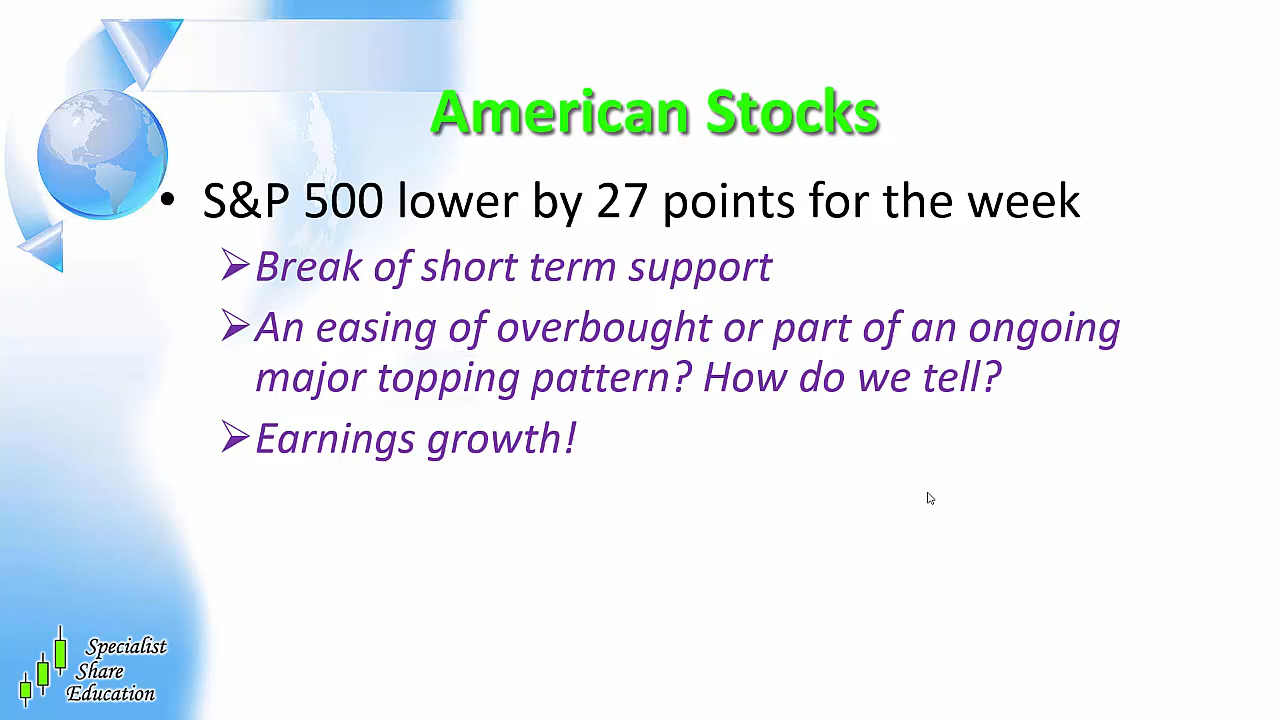 American Stocks
• S&P 500 lower by 27 points for the week
➢Break of short term support
➢An easing of overbought or part of an ongoing
major topping pattern? How do we tell?
➢Earnings growth!
Specialist
Share
Education